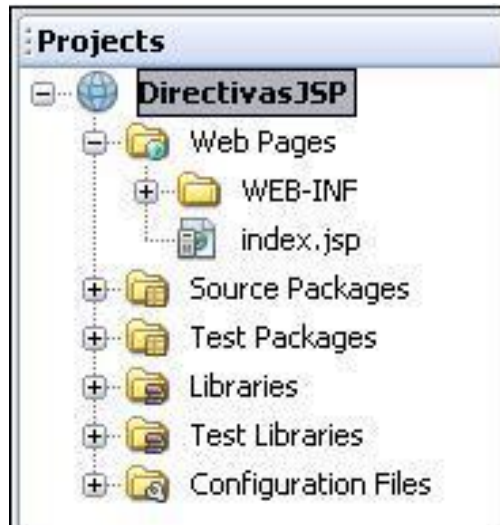 Projects
DirectivasJSP
Web Pages
WEB-INF
index.jsp
Source Packages
Test Packages
Libraries
Test Libraries
Configuration Files